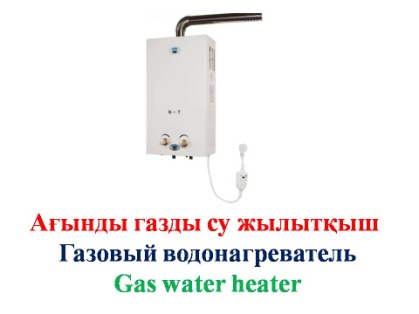 N-T
Ағынды газды су жылытқыш
Газовый водонагреватель
Gas water heater